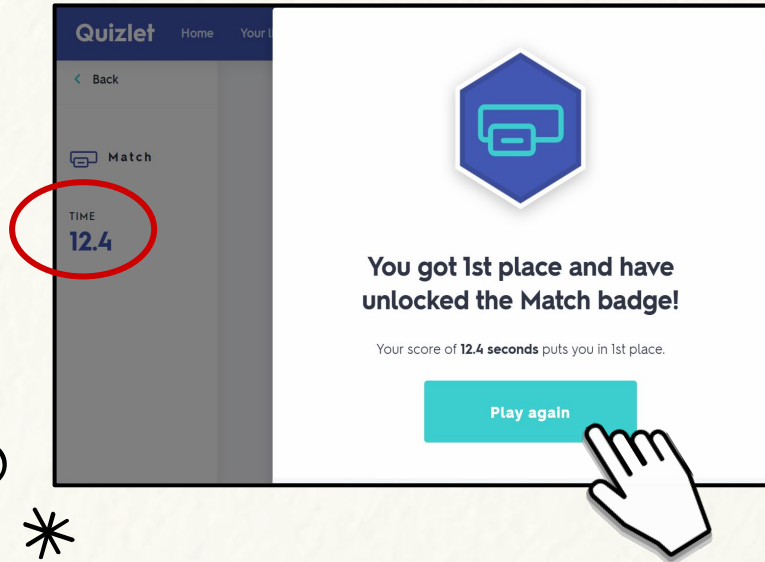 Quizlet Home Your
Back
Match
TIME
12.4
You got 1st place and have
unlocked the Match badge!
Your score of 12.4 seconds puts you in 1st place.
Play again